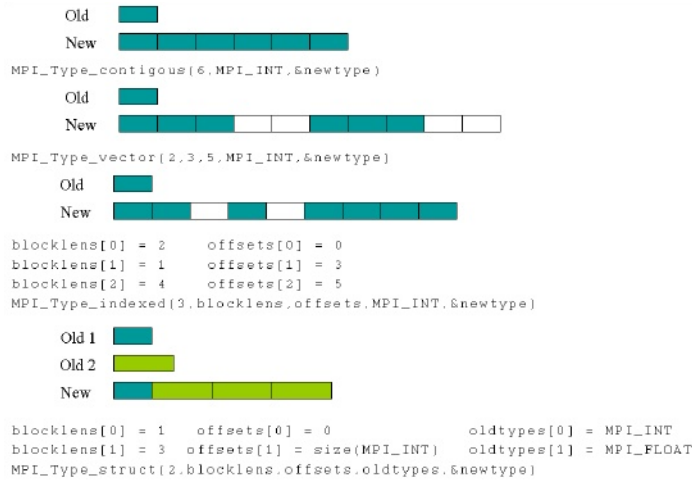 Old
New
MPI_Type_contigous(6,MPI_INT,&newtype)
Old
New
MPI_Type_vector(2,3,5,MPI_INT,&newtype)
Old
New
blocklens[0] = 2 offsets[0] = 0
blocklens[1] = 1 offsets[1] = 3
blocklens[2] = 4 offsets[2] = 5
MPI_Type_indexed(3,blocklens,offsets,MPI_INT,&newtype)
Old 1
Old 2
New
blocklens[0] = 1 offsets[0] = 0 oldtypes[0] = MPI_INT
blocklens[1] = 3 offsets[1] = size(MPI_INT) oldtypes[1] = MPI_FLOAT
MPI_Type_struct(2,blocklens,offsets,oldtypes,&newtype)